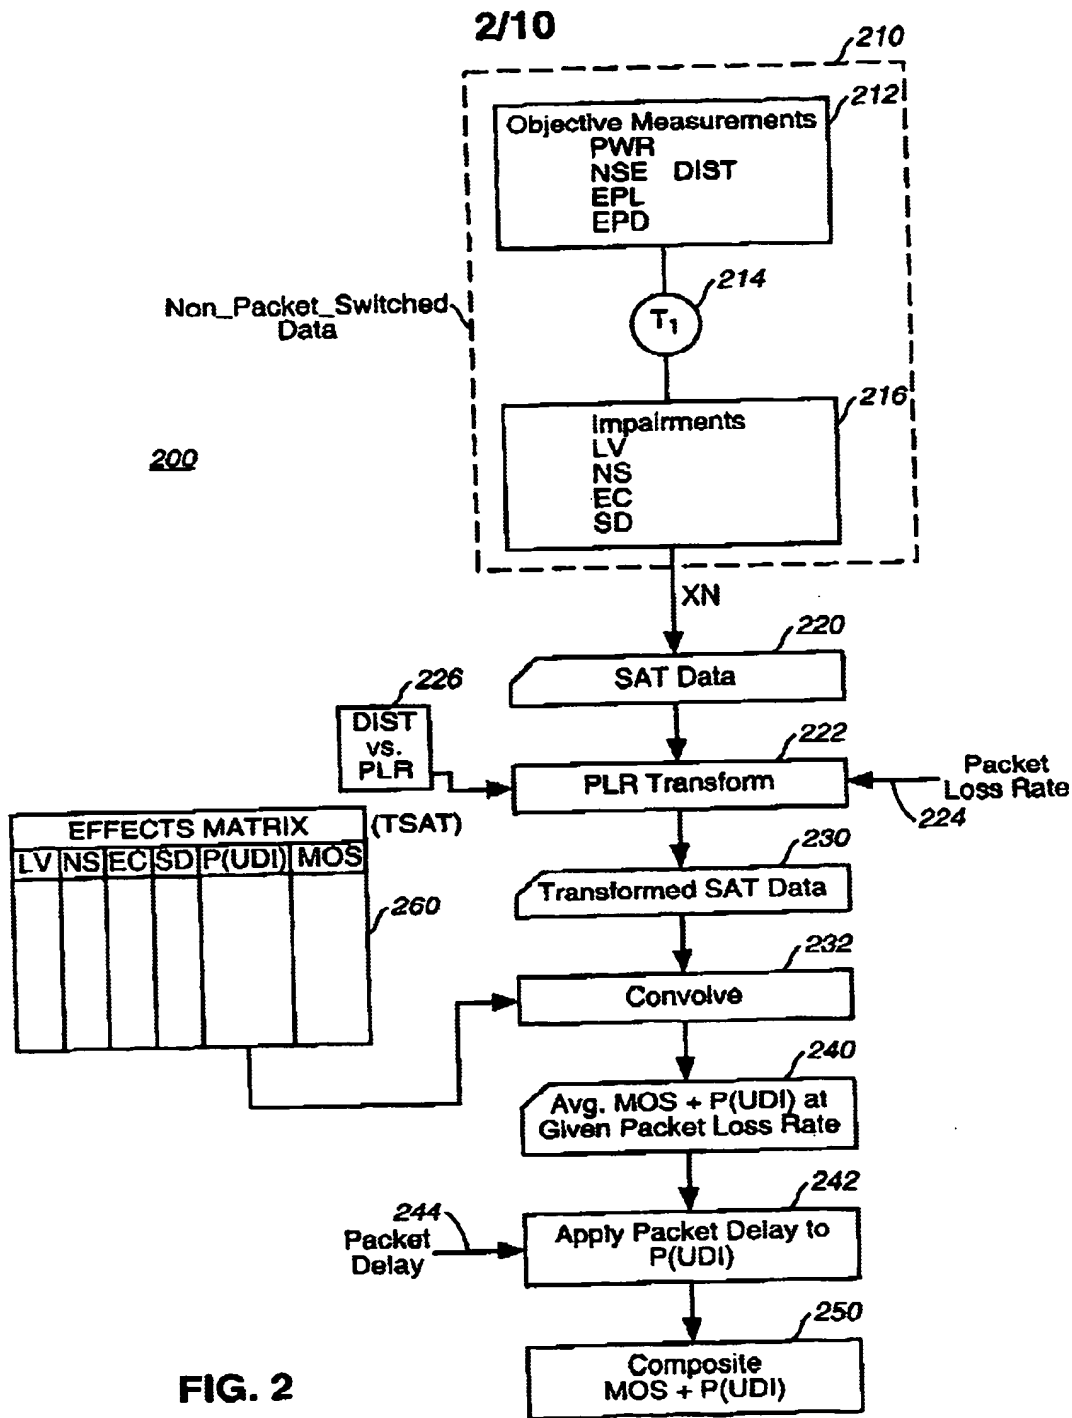 2/10
210
Objective Measurements
212
PWR
NSE DIST
EPL
EPD
214
T1
Non_Packet_Switched
Data
216
Impairments
LV
NS
EC
SD
200
XN
220
SAT Data
226
DIST
vs.
PLR
222
PLR Transform
Packet
Loss Rate
224
EFFECTS MATRIX
(TSAT)
LV NS EC SD P(UDI) MOS
260
230
Transformed SAT Data
232
Convolve
240
Avg. MOS + P(UDI) at
Given Packet Loss Rate
242
244
Packet
Delay
Apply Packet Delay to
P(UDI)
250
Composite
MOS + P(UDI)
FIG. 2